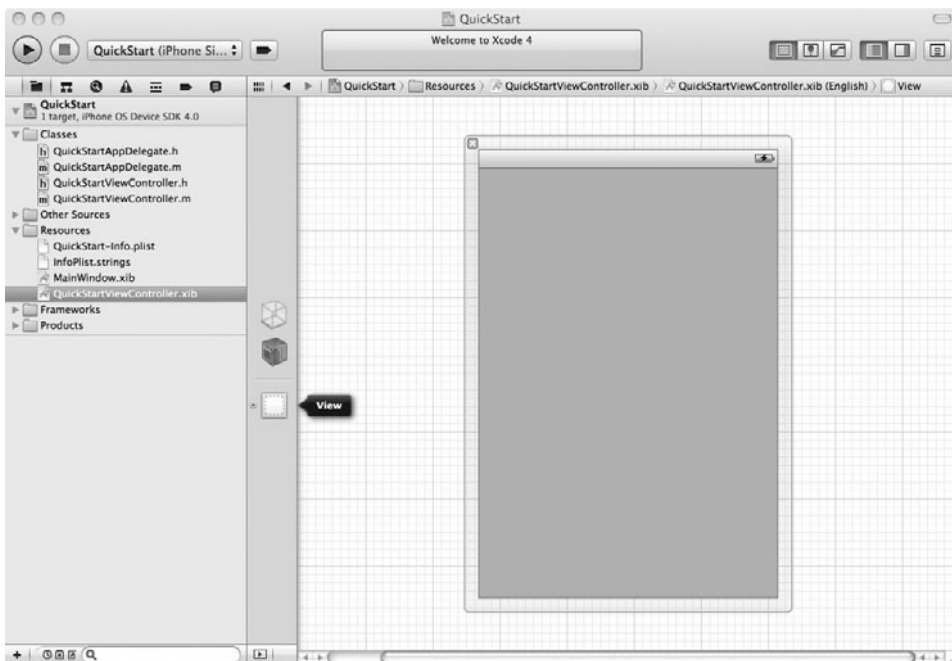 QuickStart
QuickStart (iPhone Si...
Welcome to Xcode 4
QuickStart
1 target, iPhone OS Device SDK 4.0
QuickStart
Resources
QuickStartViewController.xib
QuickStartViewController.xib (English)
View
Classes
h QuickStartAppDelegate.h
m QuickStartAppDelegate.m
h QuickStartViewController.h
m QuickStartViewController.m
Other Sources
Resources
QuickStart-Info.plist
InfoPlist.strings
MainWindow.xib
QuickStartViewController.xib
Frameworks
Products
View